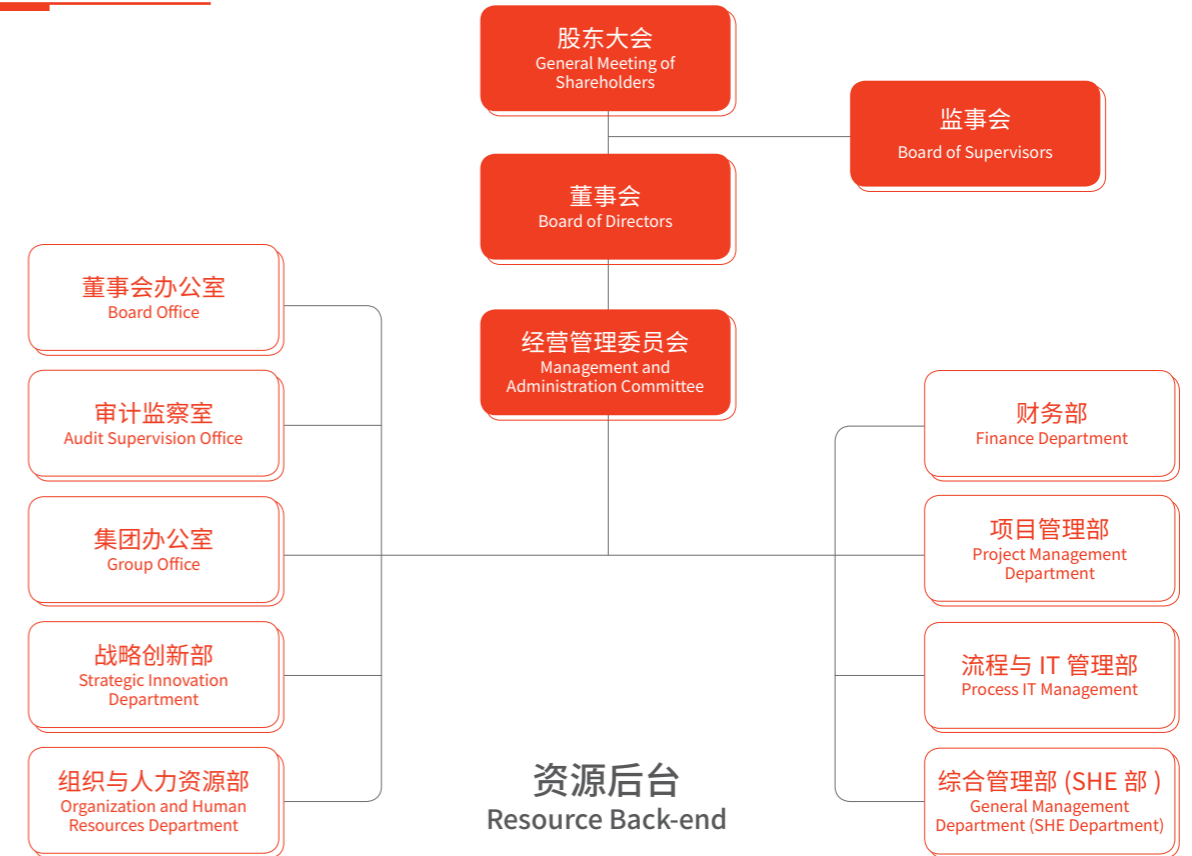 股东大会
General Meeting of
Shareholders
监事会
Board of Supervisors
董事会
Board of Directors
经营管理委员会
Management and
Administration Committee
董事会办公室
Board Office
审计监察室
Audit Supervision Office
集团办公室
Group Office
战略创新部
Strategic Innovation
Department
组织与人力资源部
Organization and Human
Resources Department
财务部
Finance Department
项目管理部
Project Management
Department
流程与 IT 管理部
Process IT Management
综合管理部 (SHE 部 )
General Management
Department (SHE Department)
资源后台
Resource Back-end